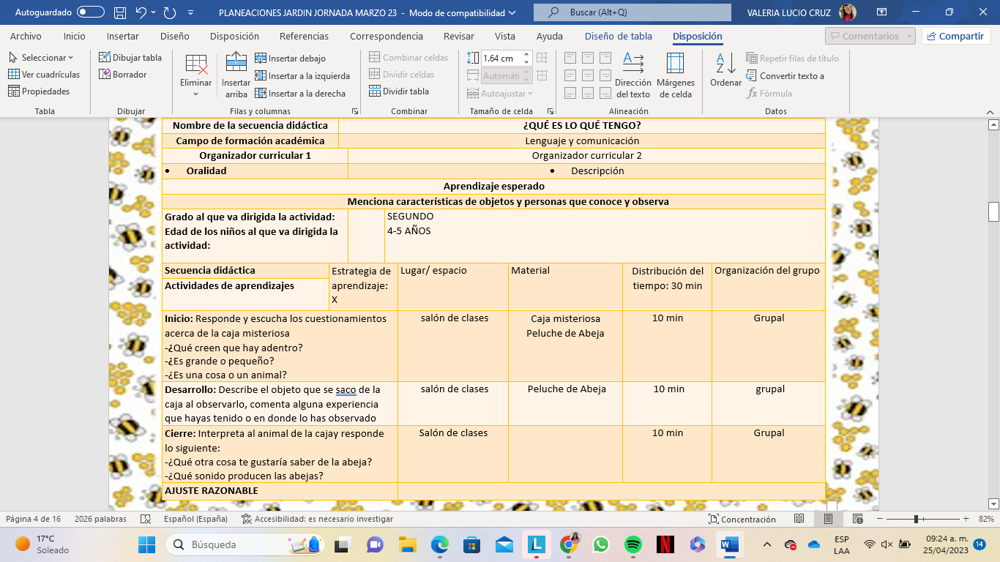 Autoguardado
PLANEACIONES JARDIN JORNADA MARZO 23 - Modo de compatibilidad
Buscar (Alt+Q)
VALERIA LUCIO CRUZ
Archivo Inicio Insertar Diseño Disposición Referencias Correspondencia Revisar Vista Ayuda Diseño de tabla Disposición
Comentarios
Compartir
Seleccionar
Ver cuadrículas
Propiedades
Tabla
Dibujar tabla
Borrador
Dibujar
Eliminar
Insertar arriba
Insertar debajo
Insertar a la izquierda
Insertar a la derecha
Filas y columnas
Combinar celdas
Dividir celdas
Dividir tabla
Combinar
1.64 cm
Automáti
Autoajustar
Tamaño de celda
Dirección del texto
Márgenes de celda
Alineación
Ordenar
Repetir filas de título
Convertir texto a
Fórmula
Datos
Nombre de la secuencia didáctica ¿QUÉ ES LO QUÉ TENGO?
Campo de formación académica Lenguaje y comunicación
Organizador curricular 1 Organizador curricular 2
• Oralidad • Descripción
Aprendizaje esperado
Menciona características de objetos y personas que conoce y observa
Grado al que va dirigida la actividad: SEGUNDO
Edad de los niños al que va dirigida la 4-5 AÑOS
actividad:
Secuencia didáctica
Actividades de aprendizajes
Estrategia de
aprendizaje:
X
Lugar/ espacio
Material
Distribución del
tiempo: 30 min
Organización del grupo
Inicio: Responde y escucha los cuestionamientos
acerca de la caja misteriosa
-¿Qué creen que hay adentro?
-¿Es grande o pequeño?
-¿Es una cosa o un animal?
salón de clases
Caja misteriosa
Peluche de Abeja
10 min
Grupal
Desarrollo: Describe el objeto que se saco de la
caja al observarlo, comenta alguna experiencia
que hayas tenido o en donde lo has observado
salón de clases
Peluche de Abeja
10 min
grupal
Cierre: Interpreta al animal de la cajay responde
lo siguiente:
-¿Qué otra cosa te gustaría saber de la abeja?
-¿Qué sonido producen las abejas?
Salón de clases
10 min
Grupal
AJUSTE RAZONABLE
Página 4 de 16 2026 palabras Español (España) Accesibilidad: es necesario investigar Concentración 82%
17°C
Soleado
Búsqueda
ESP
LAA
09:24 a. m.
25/04/2023
14